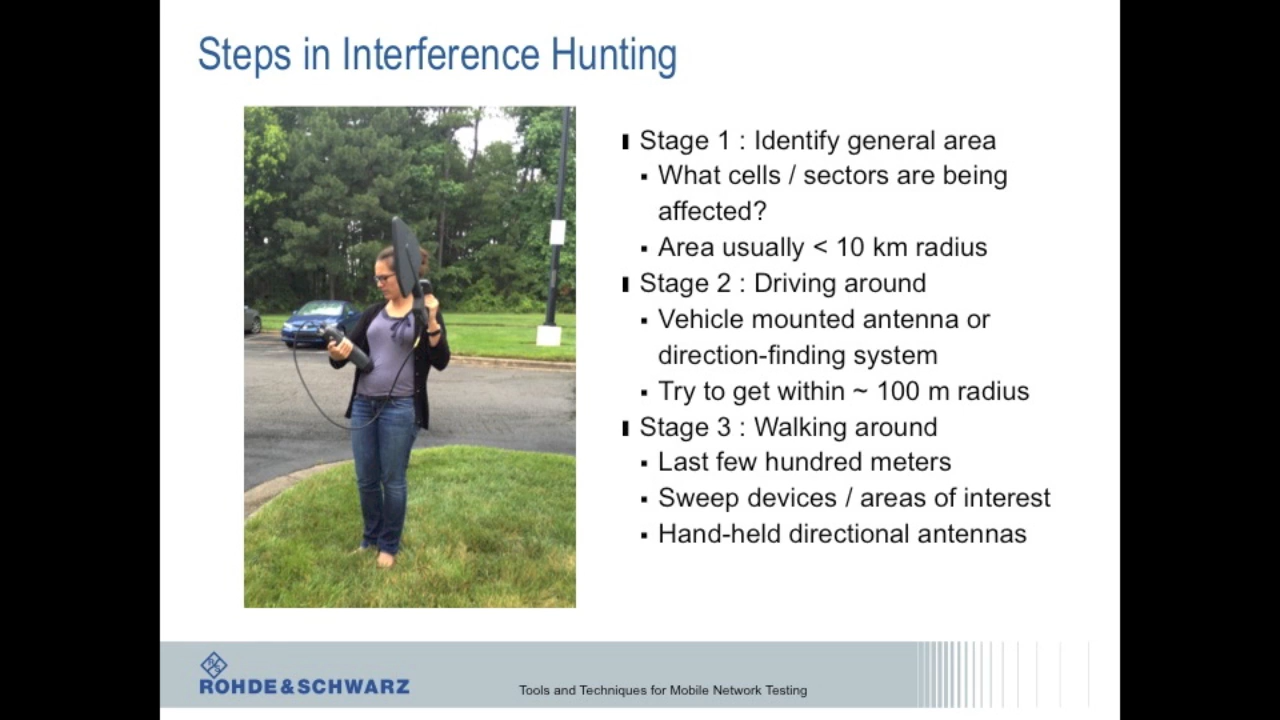 Steps in Interference Hunting
Stage 1 : Identify general area
What cells / sectors are being
affected?
Area usually < 10 km radius
Stage 2 : Driving around
Vehicle mounted antenna or
direction-finding system
Try to get within ~ 100 m radius
Stage 3 : Walking around
Last few hundred meters
Sweep devices / areas of interest
Hand-held directional antennas
R S
ROHDE&SCHWARZ
Tools and Techniques for Mobile Network Testing